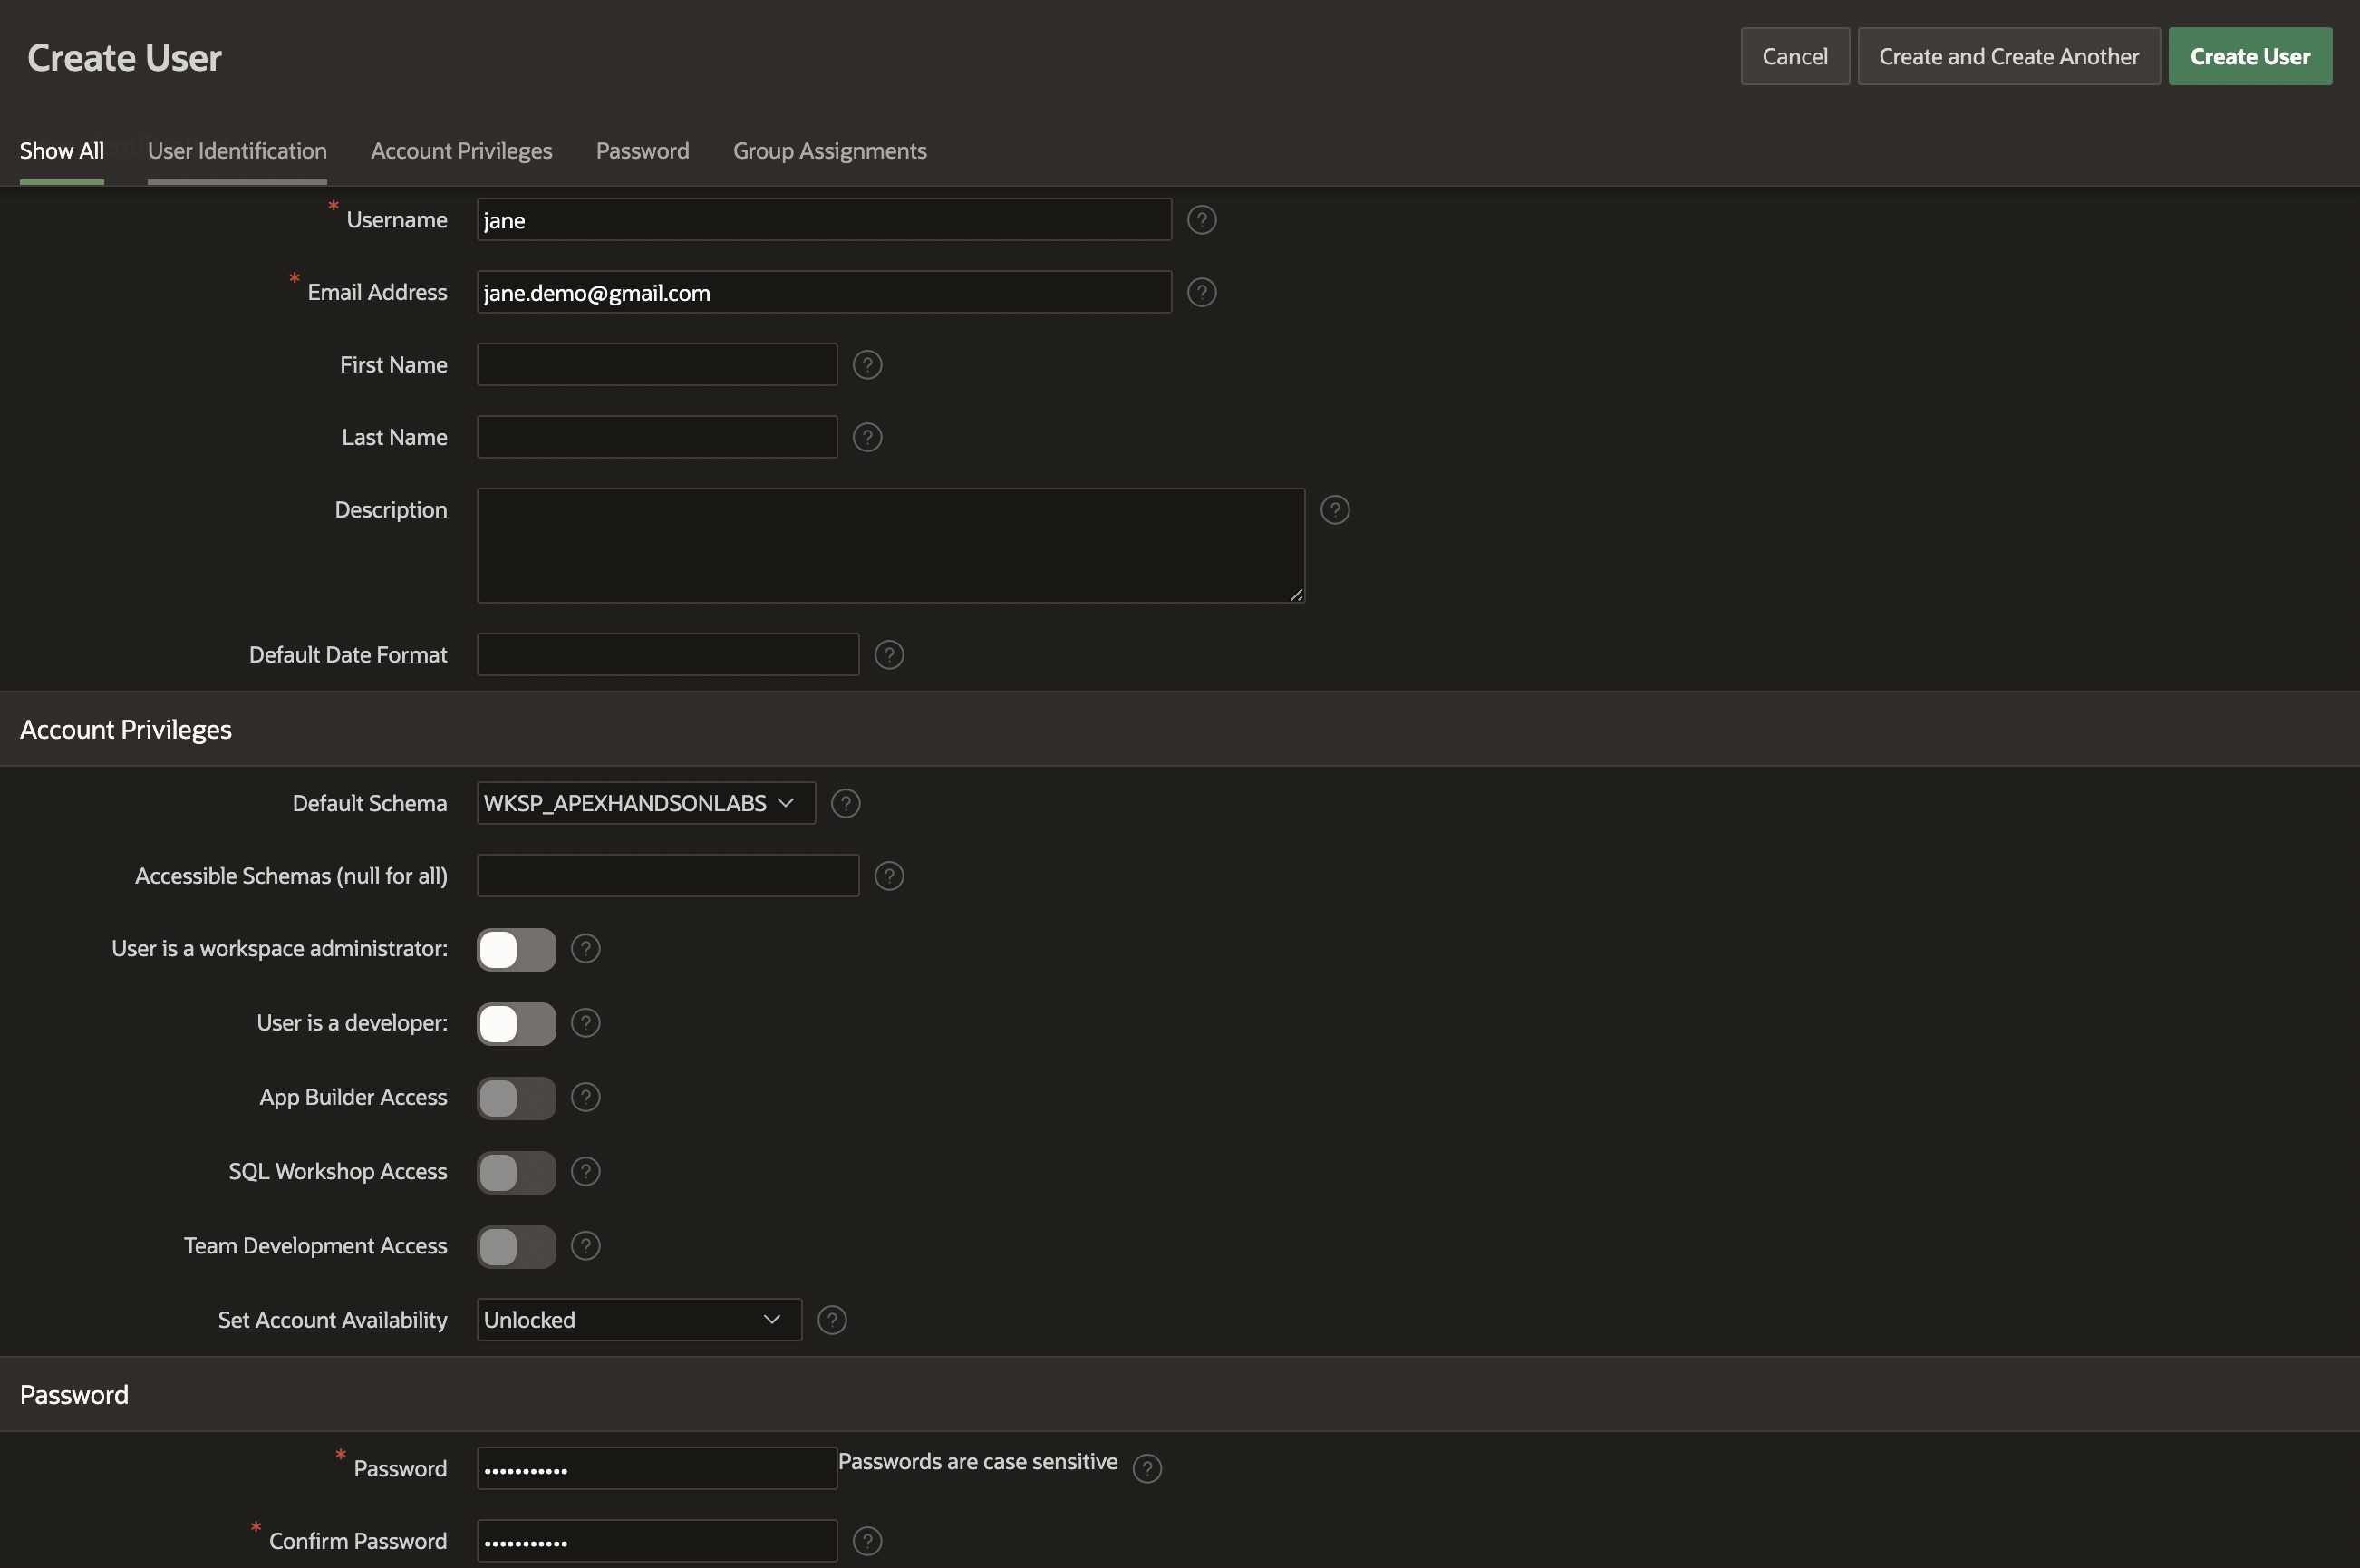 Create User
Cancel
Create and Create Another
Create User
Show All
User Identification
Account Privileges
Password
Group Assignments
* Username
jane
?
* Email Address
jane.demo@gmail.com
?
First Name
?
Last Name
?
Description
?
Default Date Format
?
Account Privileges
Default Schema
WKSP_APEXHANDSONLABS
?
Accessible Schemas (null for all)
?
User is a workspace administrator:
?
User is a developer:
?
App Builder Access
?
SQL Workshop Access
?
Team Development Access
?
Set Account Availability
Unlocked
?
Password
* Password
•••••••••••
Passwords are case sensitive
?
* Confirm Password
•••••••••••
?